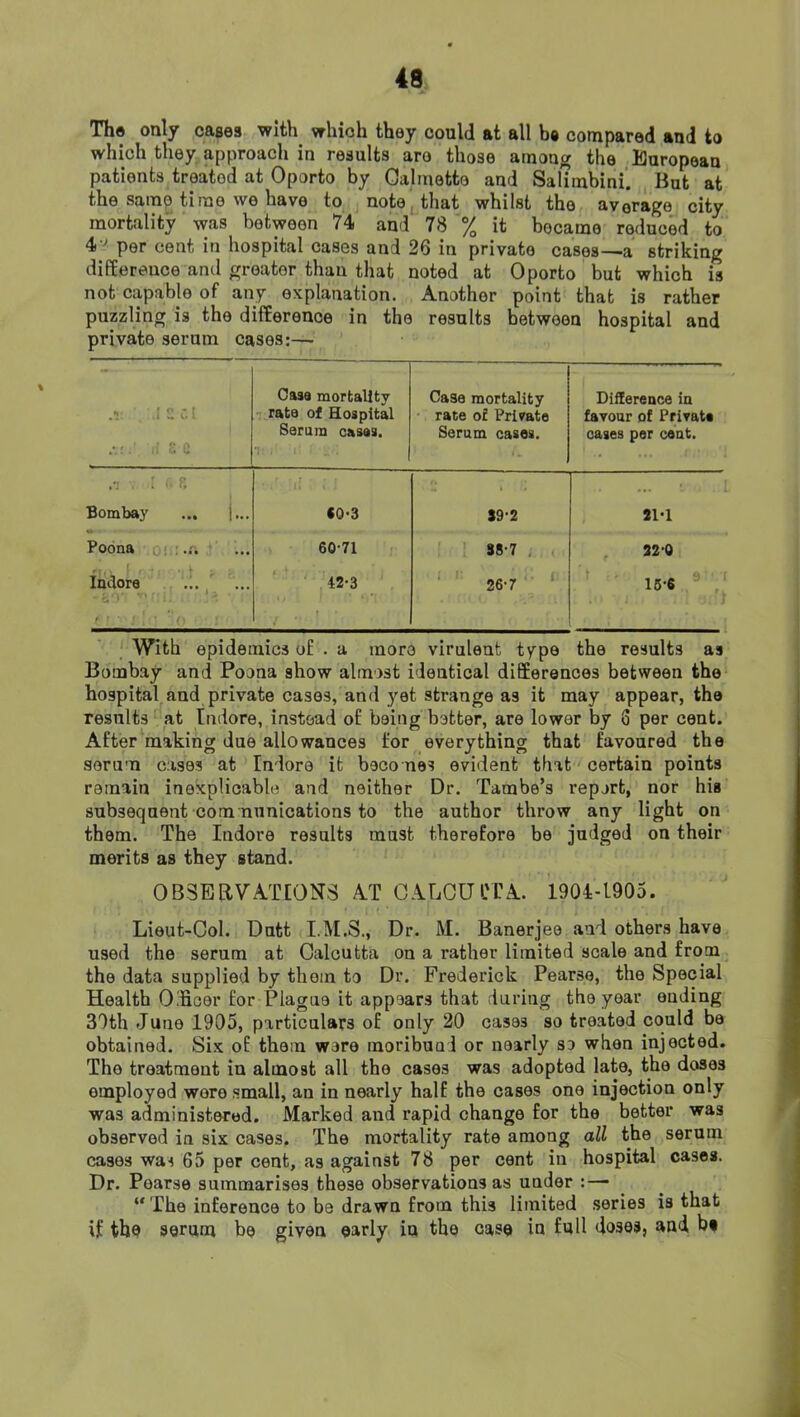 48
The only cases with which they could at all be compared and to
which they approach in results are those among the European
patients treated at Oporto by Calmette and Salimbini. But at
the same time we have to note that whilst the average city
mortality was between 74 and 78 % it became reduced to
4 per cent in hospital cases and 26 in private cases—a striking
difference and greater than that noted at Oporto but which is
not capable of any explanation. Another point that is rather
puzzling is the difference in the results between hospital and
private serum cases:—
Case mortality rate of Hospital Serum cases. Case mortality rate of Private Serum cases. Difference in favour of Private cases per cent.
Bombay ... ... 60·3 39·2 21·1
Poona ... 60·71 38·7 22·0
Indore ... ... 42·3 26·7 15·6
With epidemics of . a more virulent type the results as
Bombay and Poona show almost identical differences between the
hospital and private cases, and yet strange as it may appear, the
results at Indore, instead of being better, are lower by 6 per cent.
After making due allowances for everything that favoured the
serum cases at Indore it becomes evident that certain points
remain inexplicable and neither Dr. Tambe's report, nor his
subsequent communications to the author throw any light on
them. The Indore results must therefore be judged on their
merits as they stand.
OBSERVATIONS AT CALCUTTA. 1904-1905.
Lieut-Col. Dutt I.M.S., Dr. M. Banerjee and others have
used the serum at Calcutta on a rather limited scale and from
the data supplied by them to Dr. Frederick Pearse, the Special
Health Officer for Plague it appears that during the year ending
30th June 1905, particulars of only 20 cases so treated could be
obtained. Six of them were moribund or nearly so when injected.
The treatment in almost all the cases was adopted late, the doses
employed were small, an in nearly half the cases one injection only
was administered. Marked and rapid change for the better was
observed in six cases. The mortality rate among all the serum
cases was 65 per cent, as against 78 per cent in hospital cases.
Dr. Pearse summarises these observations as under :—
"The inference to be drawn from this limited series is that
if the serum be given early in the case in full doses, and be